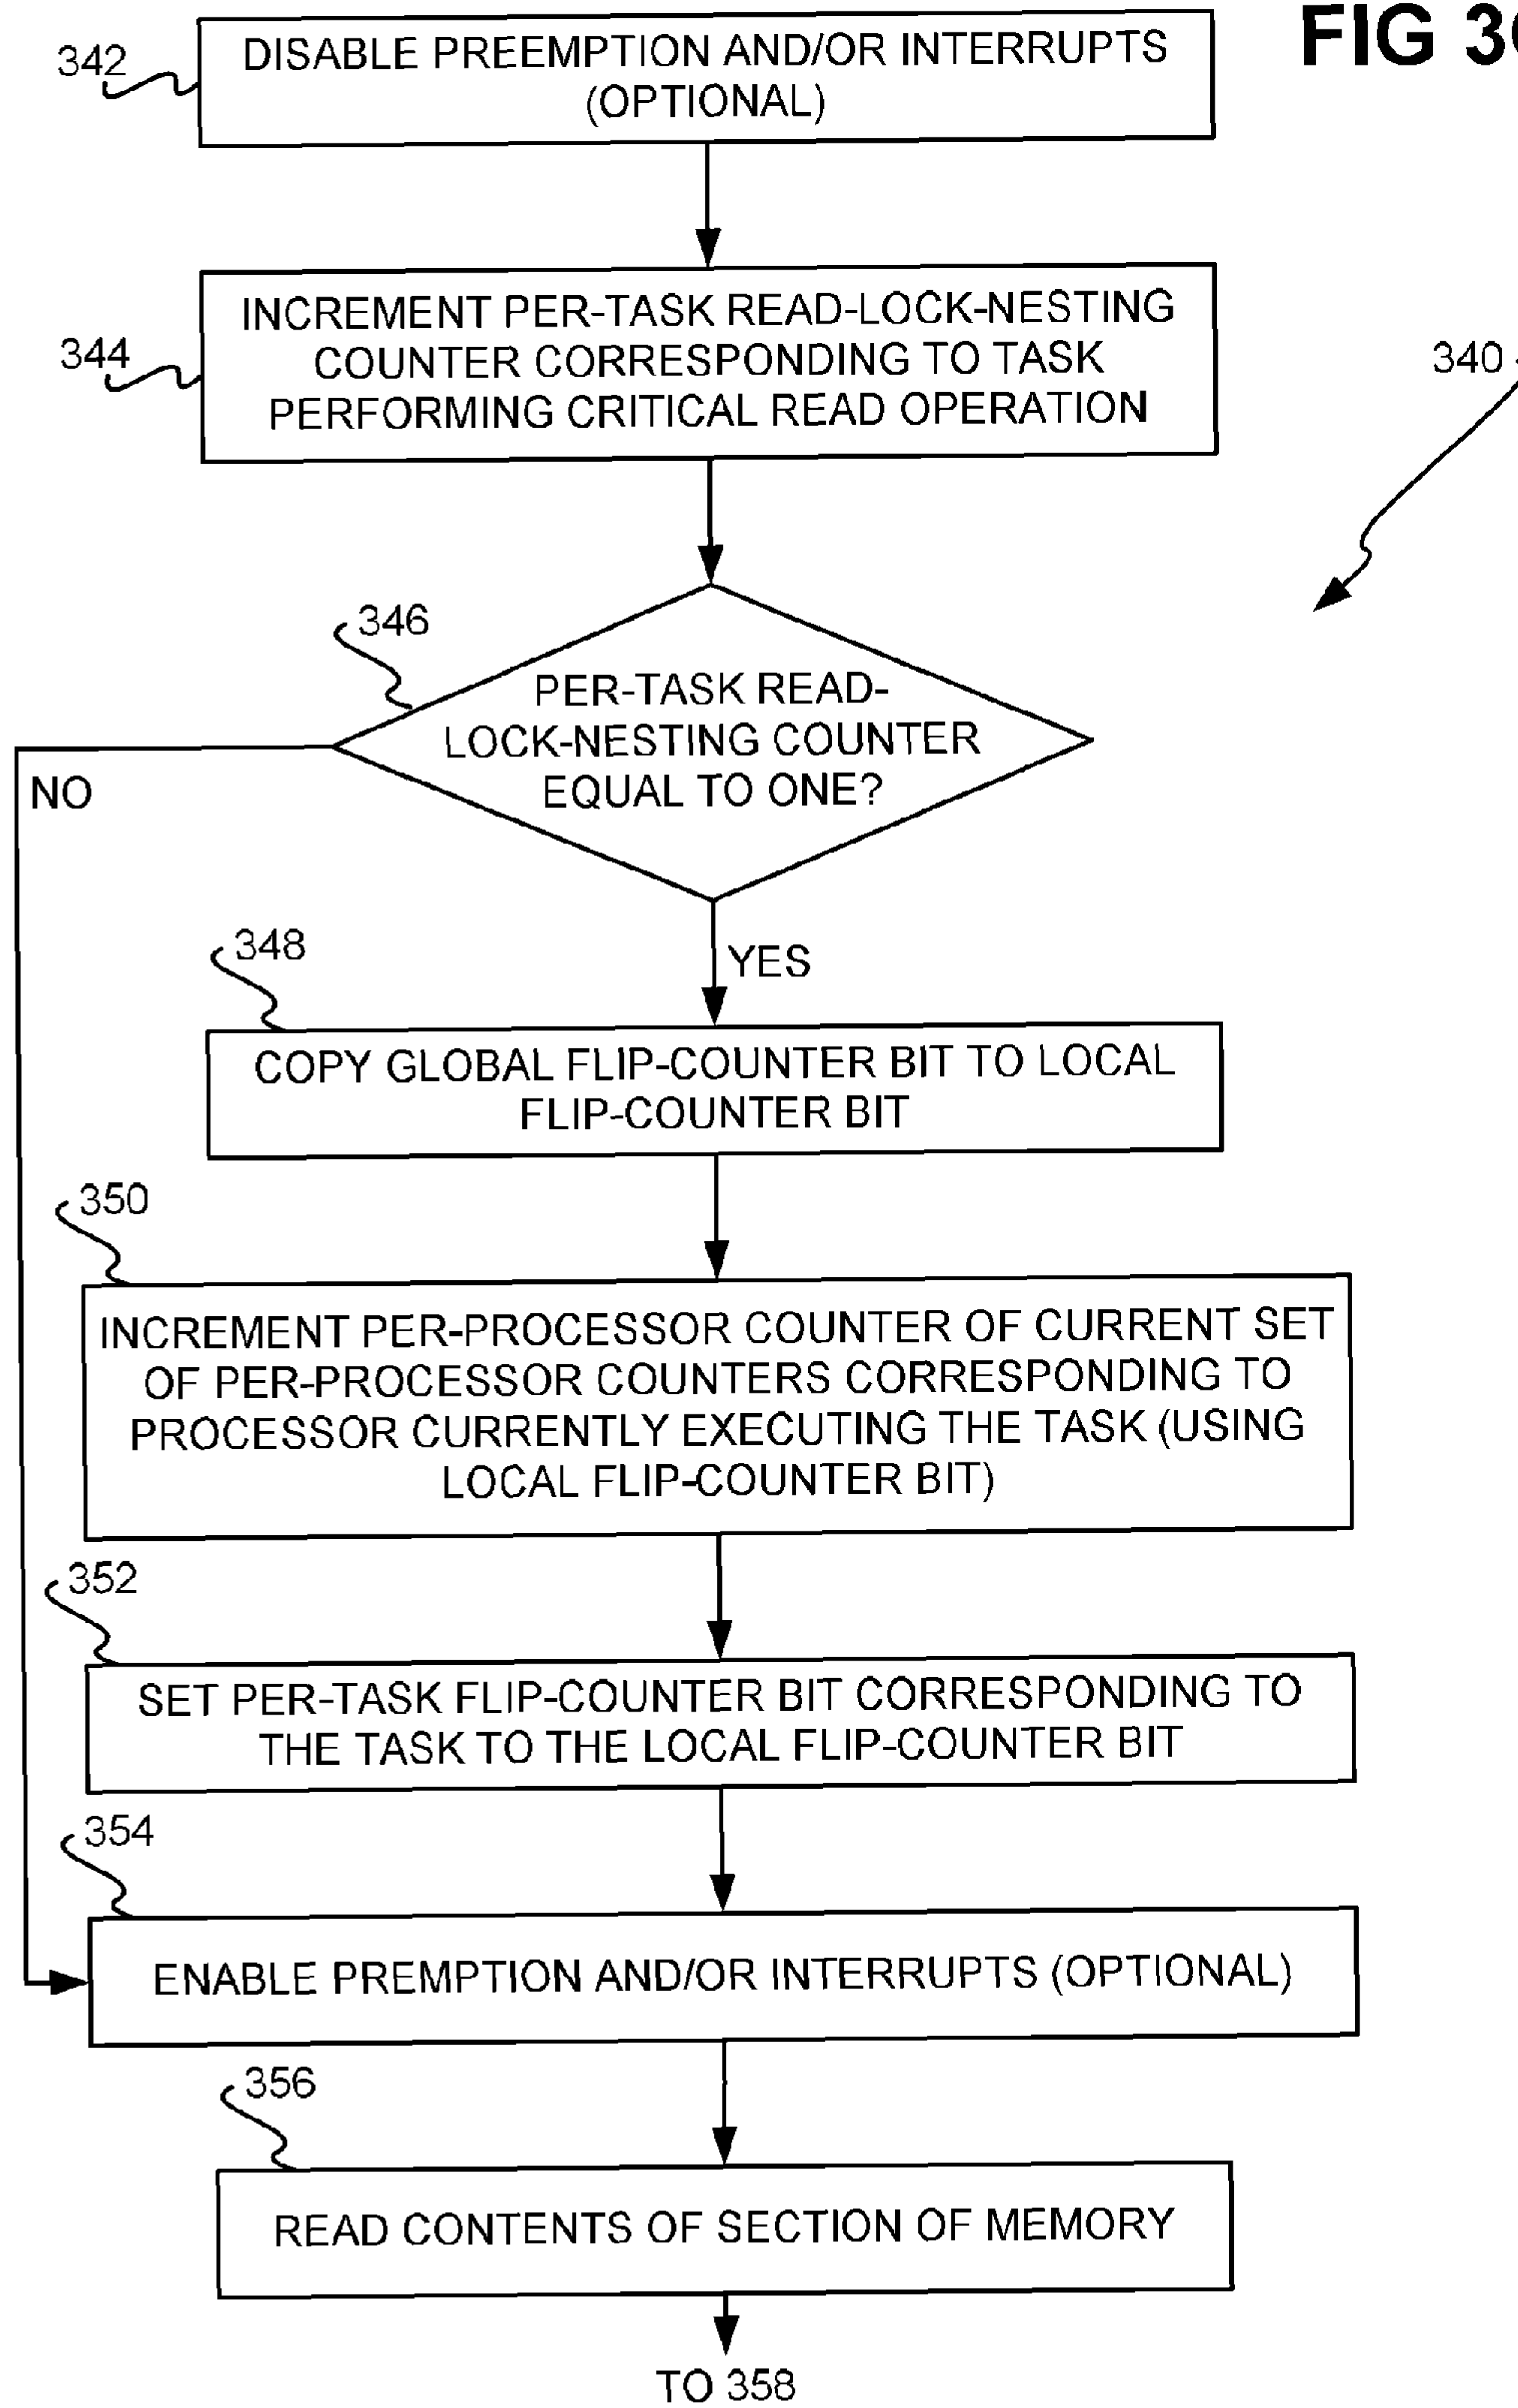 FIG 3
342
DISABLE PREEMPTION AND/OR INTERRUPTS
(OPTIONAL)
344
INCREMENT PER-TASK READ-LOCK-NESTING
COUNTER CORRESPONDING TO TASK
PERFORMING CRITICAL READ OPERATION
340
346
PER-TASK READ-
LOCK-NESTING COUNTER
EQUAL TO ONE?
NO
YES
348
COPY GLOBAL FLIP-COUNTER BIT TO LOCAL
FLIP-COUNTER BIT
350
INCREMENT PER-PROCESSOR COUNTER OF CURRENT SET
OF PER-PROCESSOR COUNTERS CORRESPONDING TO
PROCESSOR CURRENTLY EXECUTING THE TASK (USING
LOCAL FLIP-COUNTER BIT)
352
SET PER-TASK FLIP-COUNTER BIT CORRESPONDING TO
THE TASK TO THE LOCAL FLIP-COUNTER BIT
354
ENABLE PREMPTION AND/OR INTERRUPTS (OPTIONAL)
356
READ CONTENTS OF SECTION OF MEMORY
TO 358